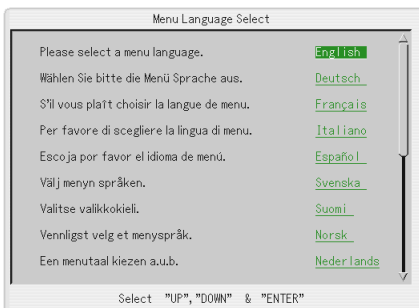 Menu Language Select
Please select a menu language. English
Wählen Sie bitte die Menü Sprache aus. Deutsch
S'il vous plaît choisir la langue de menu. Français
Per favore di scegliere la lingua di menu. Italiano
Escoja por favor el idioma de menú. Español
Välj menyn språken. Svenska
Valitse valikkokieli. Suomi
Vennligst velg et menyspråk. Norsk
Een menutaal kiezen a.u.b. Nederlands
Select "UP","DOWN" & "ENTER"